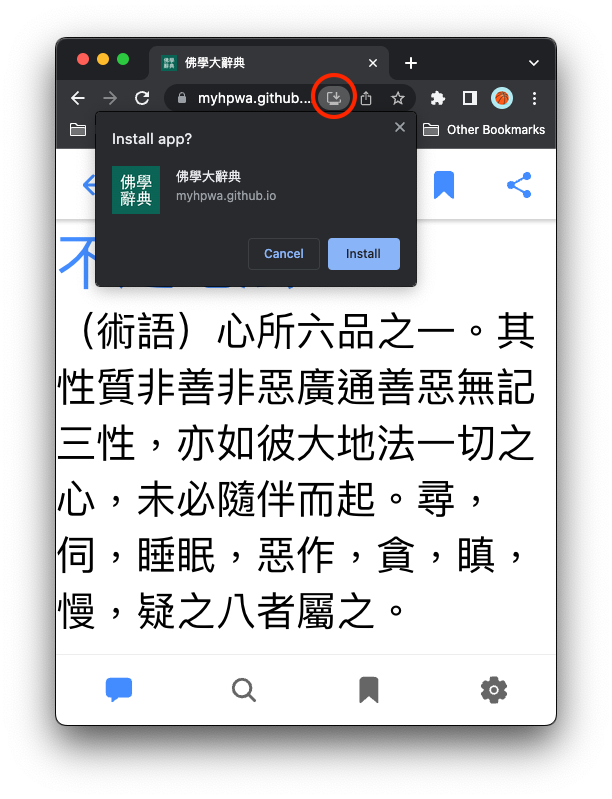 佛學大辭典
myhpwa.github...
Other Bookmarks
Install app?
佛學
辭典
佛學大辭典
myhpwa.github.io
Cancel
Install
不
（術語）心所六品之一。其
性質非善非惡廣通善惡無記
三性，亦如彼大地法一切之
心，未必隨伴而起。尋，
伺，睡眠，惡作，貪，瞋，
慢，疑之八者屬之。